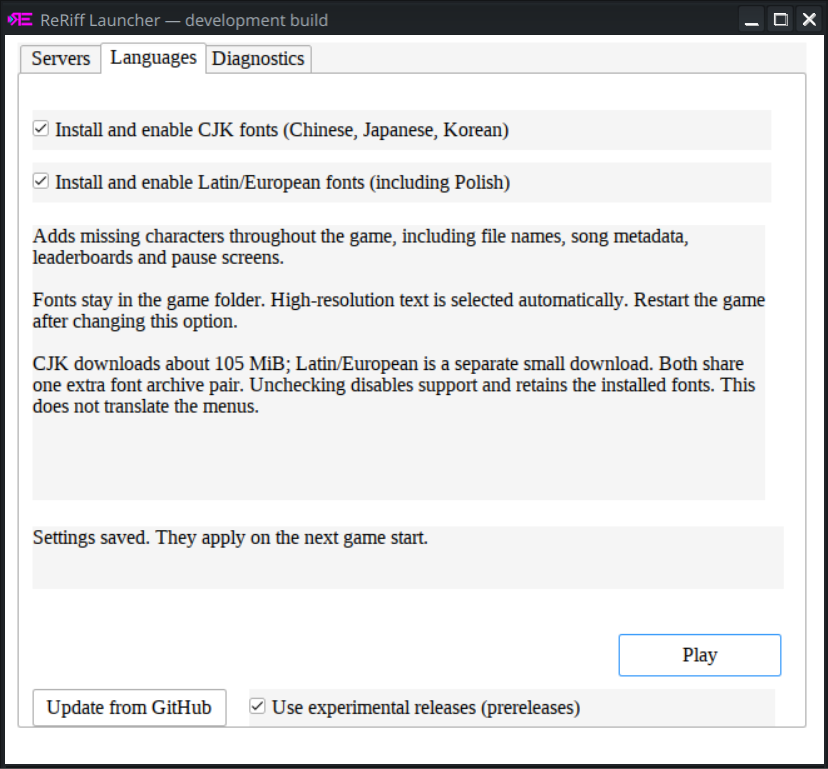 ReRiff Launcher — development build
Servers
Languages
Diagnostics
Install and enable CJK fonts (Chinese, Japanese, Korean)
Install and enable Latin/European fonts (including Polish)
Adds missing characters throughout the game, including file names, song metadata,
leaderboards and pause screens.
Fonts stay in the game folder. High-resolution text is selected automatically. Restart the game
after changing this option.
CJK downloads about 105 MiB; Latin/European is a separate small download. Both share
one extra font archive pair. Unchecking disables support and retains the installed fonts. This
does not translate the menus.
Settings saved. They apply on the next game start.
Play
Update from GitHub
Use experimental releases (prereleases)